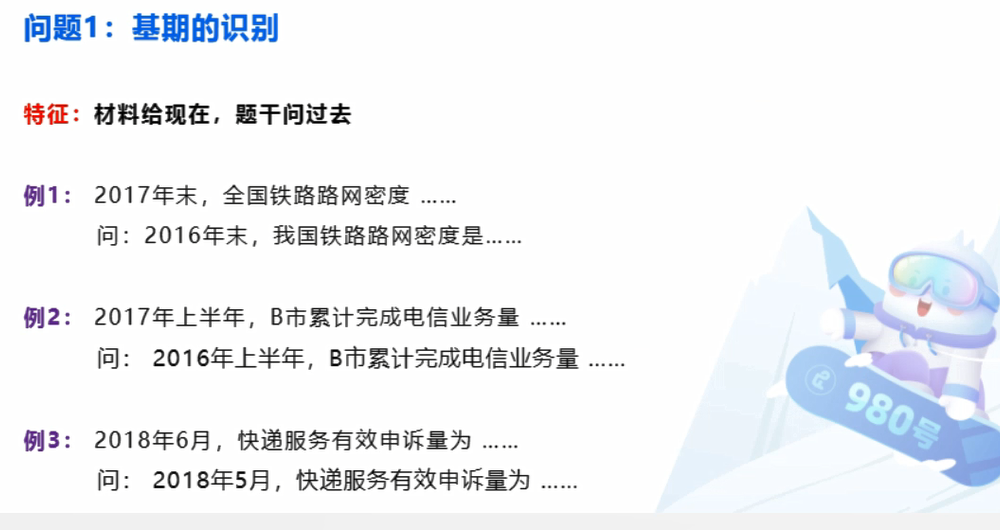 问题1：基期的识别
特征：材料给现在，题干问过去
例1： 2017年末，全国铁路路网密度 ……
问：2016年末，我国铁路路网密度是……
例2： 2017年上半年，B市累计完成电信业务量 ……
问： 2016年上半年，B市累计完成电信业务量 ……
例3： 2018年6月，快递服务有效申诉量为 ……
问： 2018年5月，快递服务有效申诉量为 ……
980号